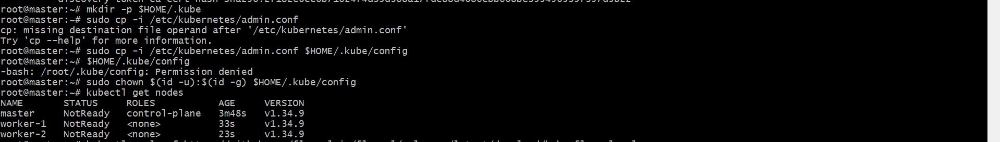 root@master:~# mkdir -p $HOME/.kube
root@master:~# sudo cp -i /etc/kubernetes/admin.conf
cp: missing destination file operand after '/etc/kubernetes/admin.conf'
Try 'cp --help' for more information.
root@master:~# sudo cp -i /etc/kubernetes/admin.conf $HOME/.kube/config
root@master:~# $HOME/.kube/config
-bash: /root/.kube/config: Permission denied
root@master:~# sudo chown $(id -u):$(id -g) $HOME/.kube/config
root@master:~# kubectl get nodes
NAME STATUS ROLES AGE VERSION
master NotReady control-plane 3m48s v1.34.9
worker-1 NotReady <none> 33s v1.34.9
worker-2 NotReady <none> 23s v1.34.9